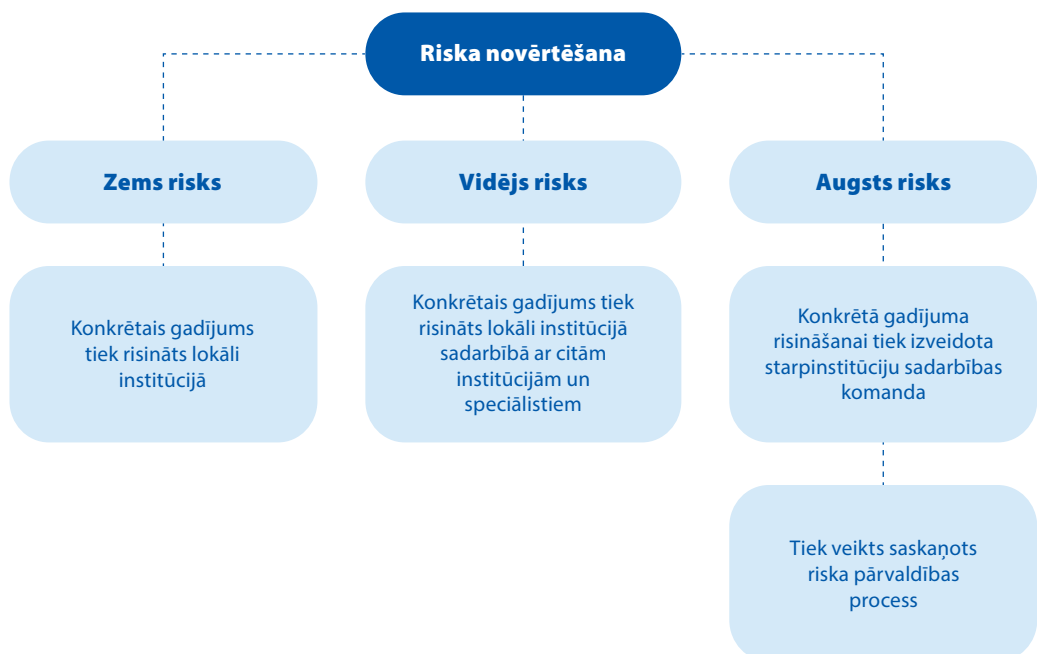 Riska novērtēšana
Zems risks
Vidējs risks
Augsts risks
Konkrētais gadījums
tiek risināts lokāli
institūcijā
Konkrētais gadījums tiek
risināts lokāli institūcijā
sadarbībā ar citām
institūcijām un
speciālistiem
Konkrētā gadījuma
risināšanai tiek izveidota
starpinstitūciju sadarbības
komanda
Tiek veikts saskaņots
riska pārvaldības
process